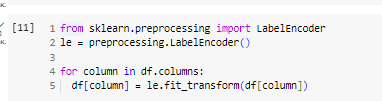 K.
[11] 1 from sklearn.preprocessing import LabelEncoder
K. 2 le = preprocessing.LabelEncoder()
3
4 for column in df.columns:
5 df[column] = le.fit_transform(df[column])